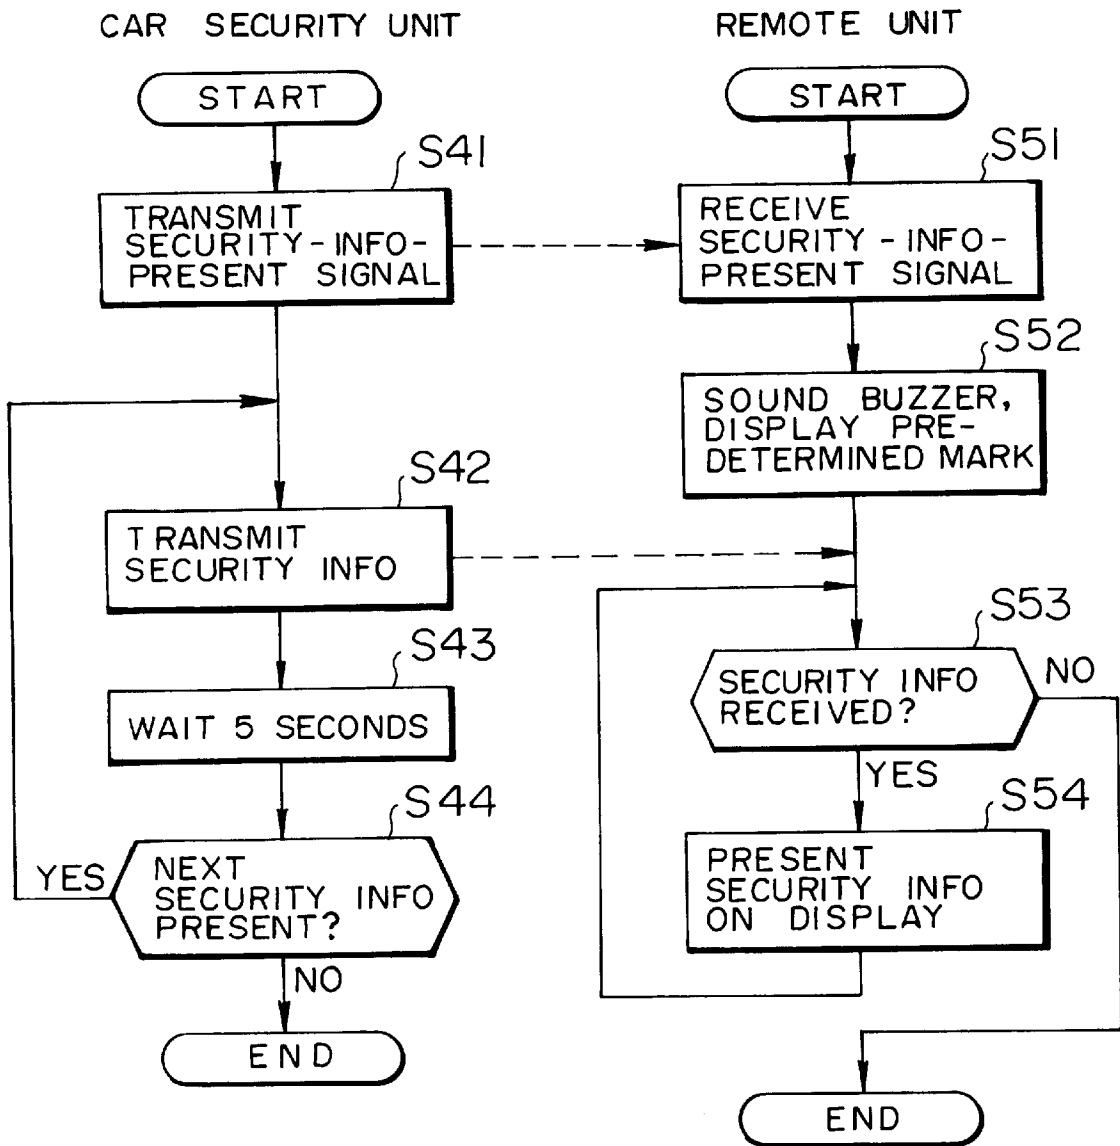 CAR SECURITY UNIT
START
S41
TRANSMIT
SECURITY-INFO-
PRESENT SIGNAL
S42
TRANSMIT
SECURITY INFO
S43
WAIT 5 SECONDS
S44
NEXT
SECURITY INFO
PRESENT?
YES
NO
END
REMOTE UNIT
START
S51
RECEIVE
SECURITY-INFO-
PRESENT SIGNAL
S52
SOUND BUZZER,
DISPLAY PRE-
DETERMINED MARK
S53
SECURITY INFO
RECEIVED?
NO
YES
S54
PRESENT
SECURITY INFO
ON DISPLAY
END